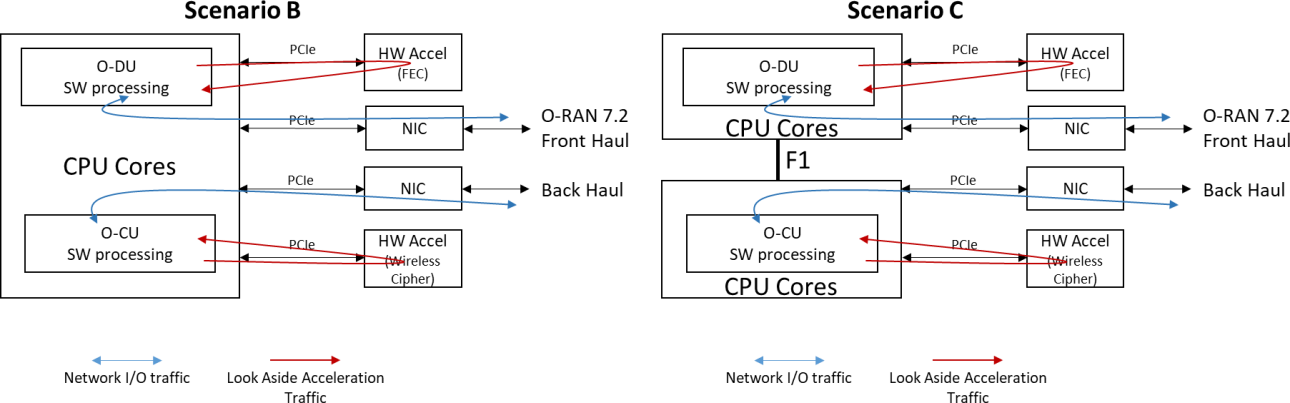 Scenario B
O-DU
SW processing
PCIe
HW Accel
(FEC)
PCIe
NIC
O-RAN 7.2
Front Haul
CPU Cores
PCIe
NIC
Back Haul
O-CU
SW processing
PCIe
HW Accel
(Wireless
Cipher)
Network I/O traffic
Look Aside Acceleration
Traffic
Scenario C
O-DU
SW processing
PCIe
HW Accel
(FEC)
CPU Cores
PCIe
NIC
O-RAN 7.2
Front Haul
F1
PCIe
NIC
Back Haul
O-CU
SW processing
PCIe
HW Accel
(Wireless
Cipher)
CPU Cores
Network I/O traffic
Look Aside Acceleration
Traffic